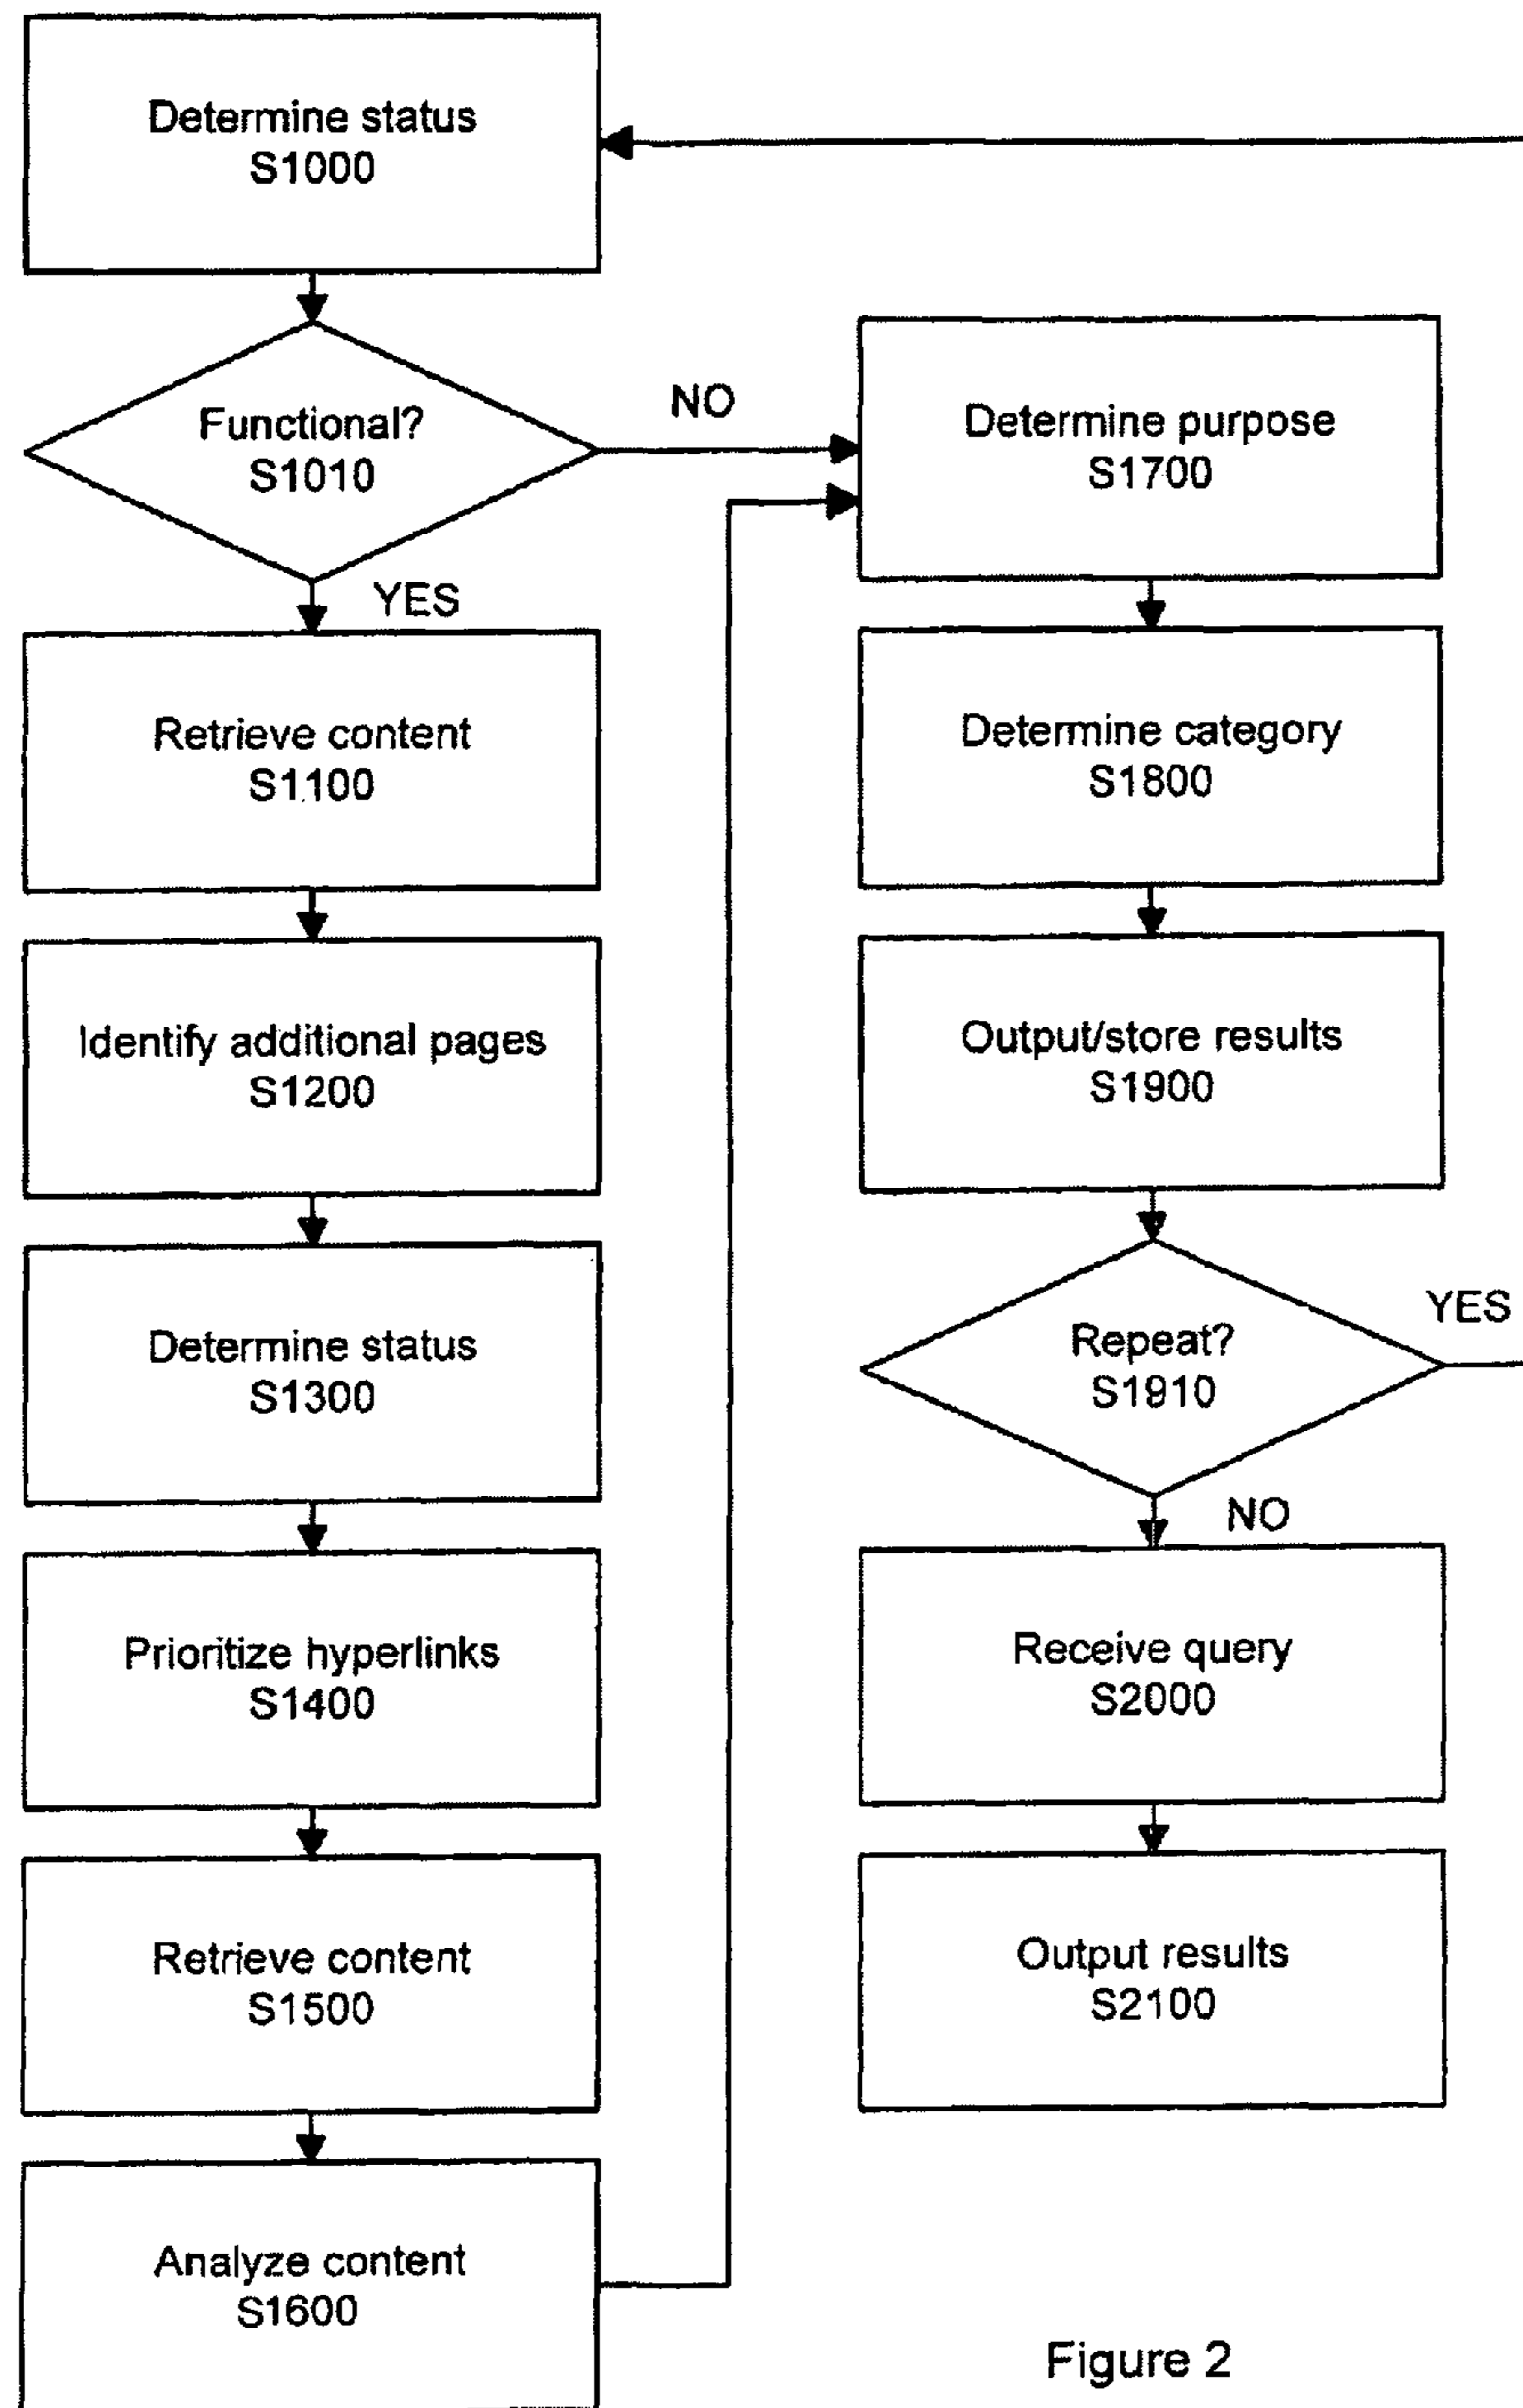 Determine status
S1000
Functional?
S1010
NO
YES
Retrieve content
S1100
Identify additional pages
S1200
Determine status
S1300
Prioritize hyperlinks
S1400
Retrieve content
S1500
Analyze content
S1600
Determine purpose
S1700
Determine category
S1800
Output/store results
S1900
Repeat?
S1910
YES
NO
Receive query
S2000
Output results
S2100
Figure 2